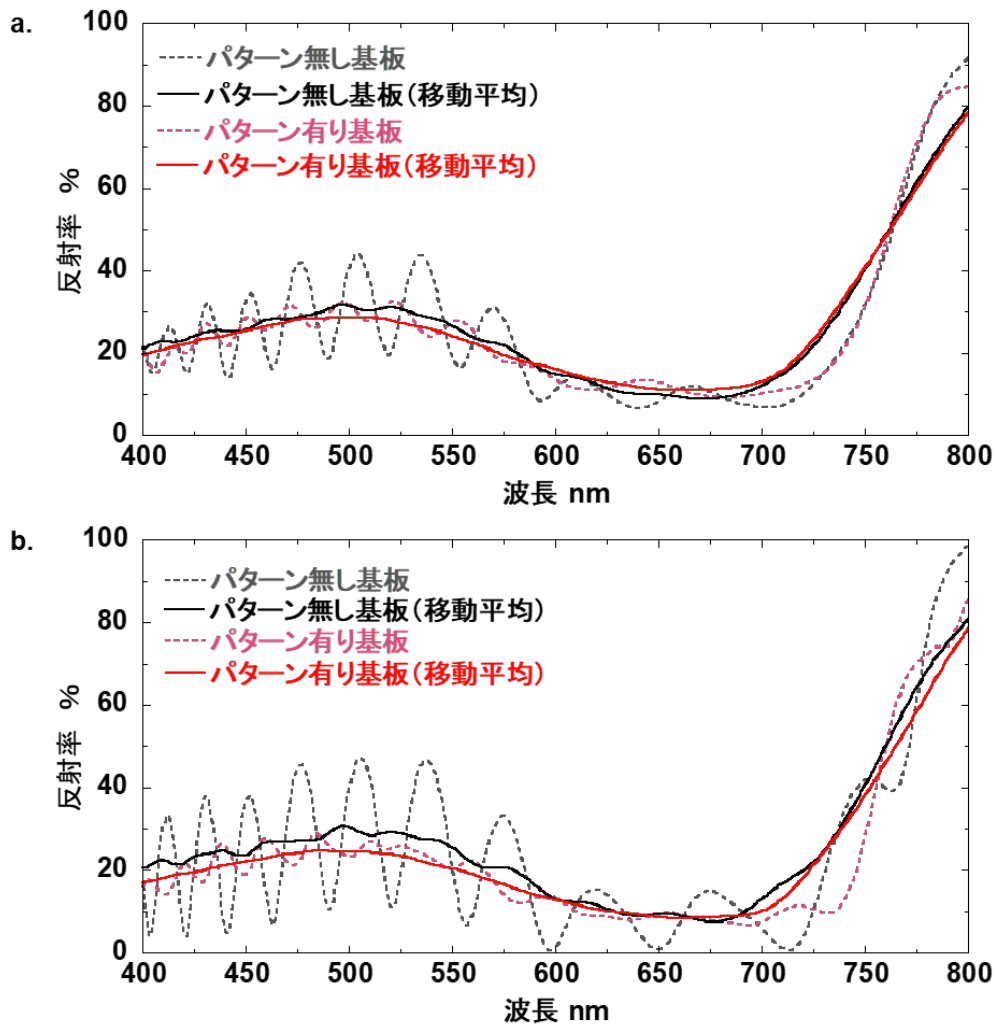 a.
100
80
60
40
20
0
反射率 %
パターン無し基板
パターン無し基板(移動平均)
パターン有り基板
パターン有り基板(移動平均)
400 450 500 550 600 650 700 750 800
波長 nm
b.
100
80
60
40
20
0
反射率 %
パターン無し基板
パターン無し基板(移動平均)
パターン有り基板
パターン有り基板(移動平均)
400 450 500 550 600 650 700 750 800
波長 nm